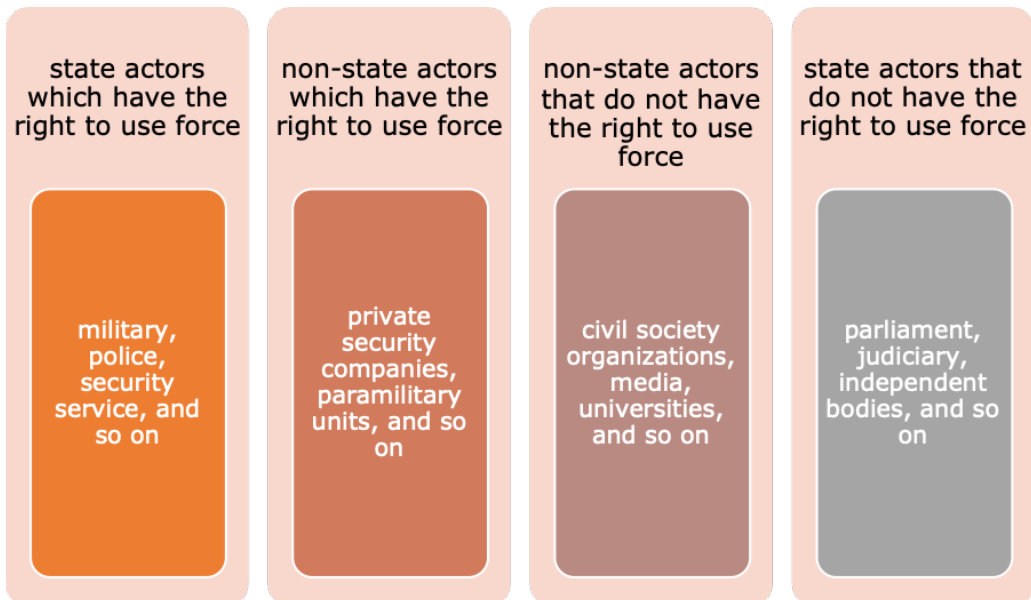 state actors
which have the
right to use force
military,
police,
security
service, and
so on
non-state actors
which have the
right to use force
private
security
companies,
paramilitary
units, and so
on
non-state actors
that do not have
the right to use
force
civil society
organizations,
media,
universities,
and so on
state actors that
do not have the
right to use force
parliament,
judiciary,
independent
bodies, and so
on